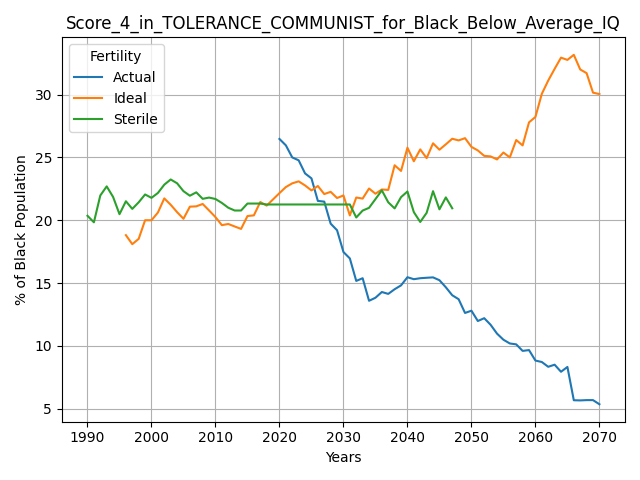 Score_4_in_TOLERANCE_COMMUNIST_for_Black_Below_Average_IQ
Fertility
Actual
Ideal
Sterile
% of Black Population
30
25
20
15
10
5
1990 2000 2010 2020 2030 2040 2050 2060 2070
Years